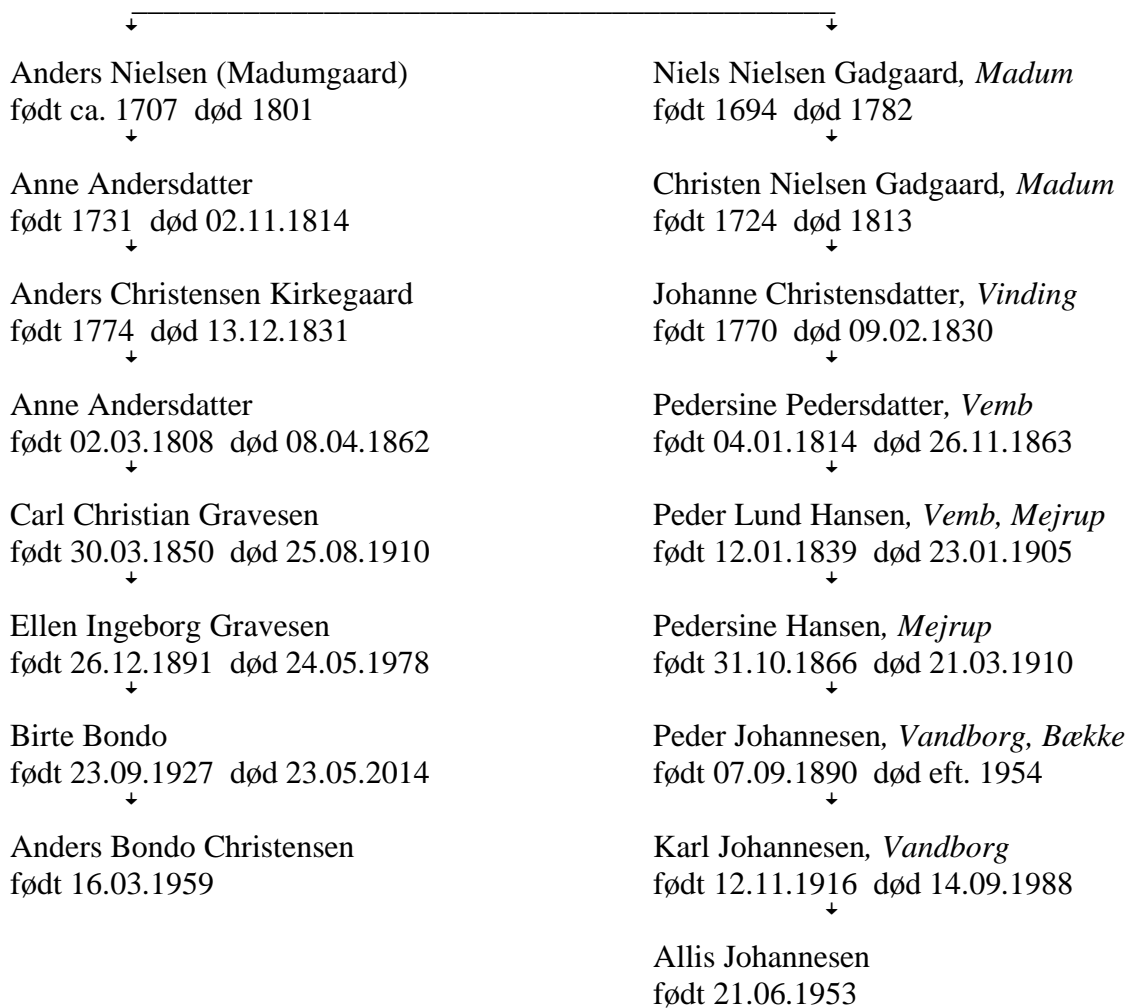 Anders Nielsen (Madumgaard)
født ca. 1707 død 1801
Anne Andersdatter
født 1731 død 02.11.1814
Anders Christensen Kirkegaard
født 1774 død 13.12.1831
Anne Andersdatter
født 02.03.1808 død 08.04.1862
Carl Christian Gravesen
født 30.03.1850 død 25.08.1910
Ellen Ingeborg Gravesen
født 26.12.1891 død 24.05.1978
Birte Bondo
født 23.09.1927 død 23.05.2014
Anders Bondo Christensen
født 16.03.1959
Niels Nielsen Gadgaard, Madum
født 1694 død 1782
Christen Nielsen Gadgaard, Madum
født 1724 død 1813
Johanne Christensdatter, Vinding
født 1770 død 09.02.1830
Pedersine Pedersdatter, Vemb
født 04.01.1814 død 26.11.1863
Peder Lund Hansen, Vemb, Mejrup
født 12.01.1839 død 23.01.1905
Pedersine Hansen, Mejrup
født 31.10.1866 død 21.03.1910
Peder Johannesen, Vandborg, Bække
født 07.09.1890 død eft. 1954
Karl Johannesen, Vandborg
født 12.11.1916 død 14.09.1988
Allis Johannesen
født 21.06.1953